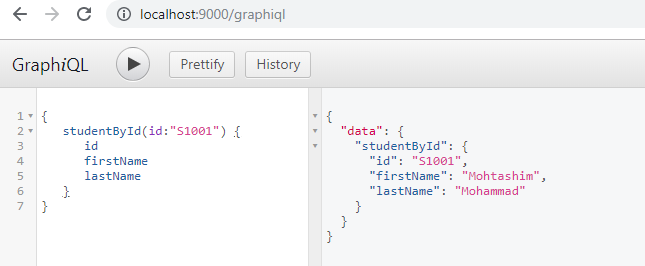 localhost:9000/graphiql
GraphiQL Prettify History
1 {
2 studentById(id:"S1001") {
3 id
4 firstName
5 lastName
6 }
7 }
{
"data": {
"studentById": {
"id": "S1001",
"firstName": "Mohtashim",
"lastName": "Mohammad"
}
}
}